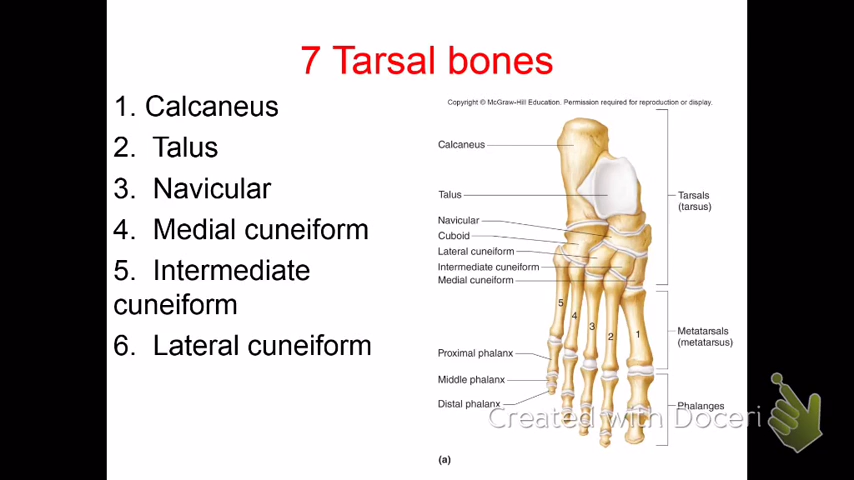 7 Tarsal bones
1. Calcaneus
2. Talus
3. Navicular
4. Medial cuneiform
5. Intermediate
cuneiform
6. Lateral cuneiform
Copyright © McGraw-Hill Education. Permission required for reproduction or display.
Calcaneus
Talus
Navicular
Cuboid
Lateral cuneiform
Intermediate cuneiform
Medial cuneiform
Proximal phalanx
Middle phalanx
Distal phalanx
5
4
3
2
1
Tarsals
(tarsus)
Metatarsals
(metatarsus)
Phalanges
(a)
Created with Doceri